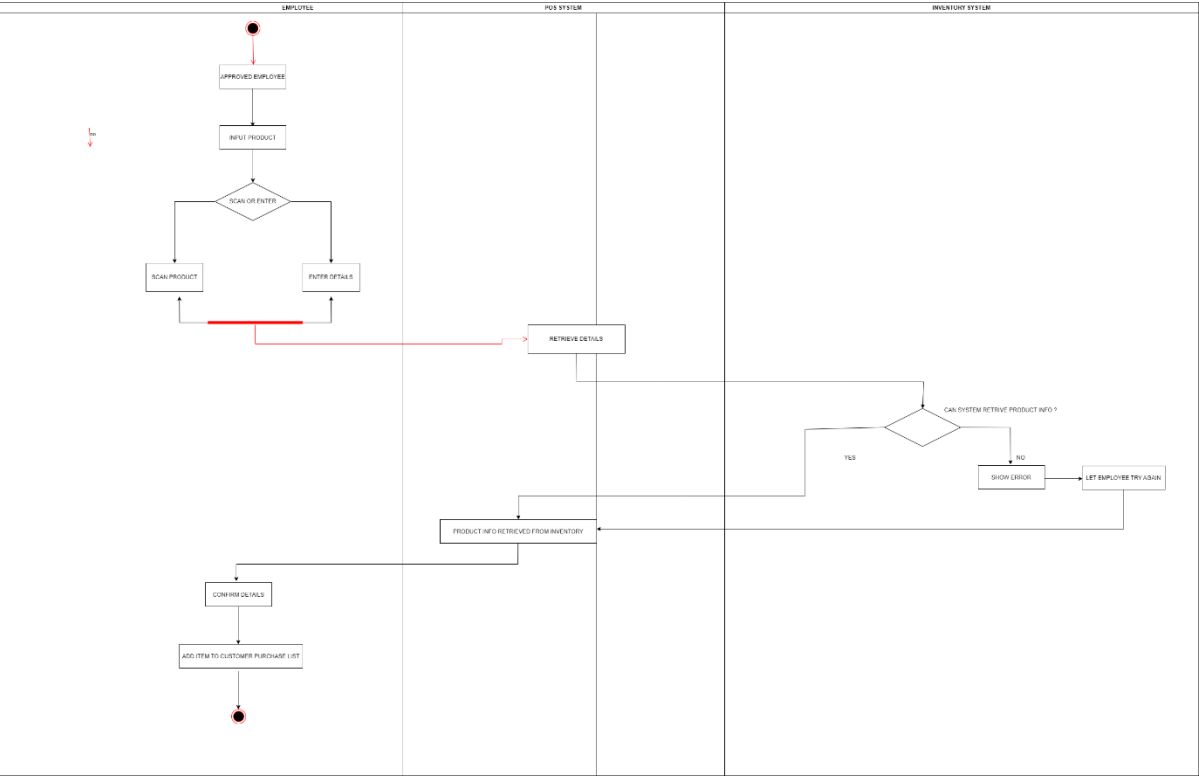 EMPLOYEE
POS SYSTEM
INVENTORY SYSTEM
APPROVED EMPLOYEE
INPUT PRODUCT
SCAN OR ENTER
SCAN PRODUCT
ENTER DETAILS
RETRIEVE DETAILS
CAN SYSTEM RETRIVE PRODUCT INFO ?
YES
NO
SHOW ERROR
LET EMPLOYEE TRY AGAIN
PRODUCT INFO RETRIEVED FROM INVENTORY
CONFIRM DETAILS
ADD ITEM TO CUSTOMER PURCHASE LIST